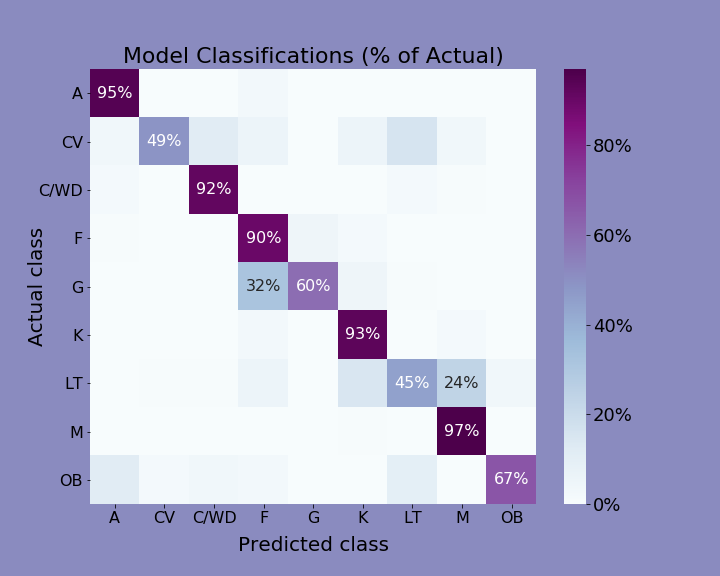 Model Classifications (% of Actual)
A 95%
CV 49% 80%
C/WD 92%
F 90% 60%
G 32% 60%
K 93% 40%
LT 45% 24% 20%
M 97%
OB 67% 0%
A CV C/WD F G K LT M OB
Predicted class
Actual class